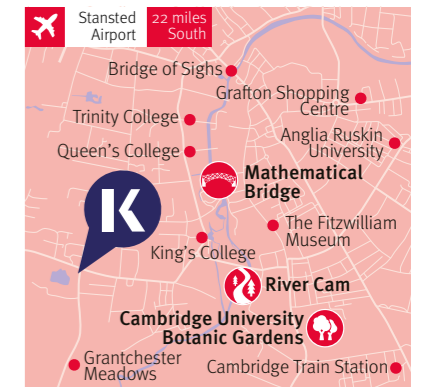 Stansted
Airport
22 miles
South
Bridge of Sighs
Grafton Shopping
Centre
Trinity College
Anglia Ruskin
University
Queen's College
Mathematical
Bridge
K
The Fitzwilliam
Museum
King's College
River Cam
Cambridge University
Botanic Gardens
Grantchester
Meadows
Cambridge Train Station